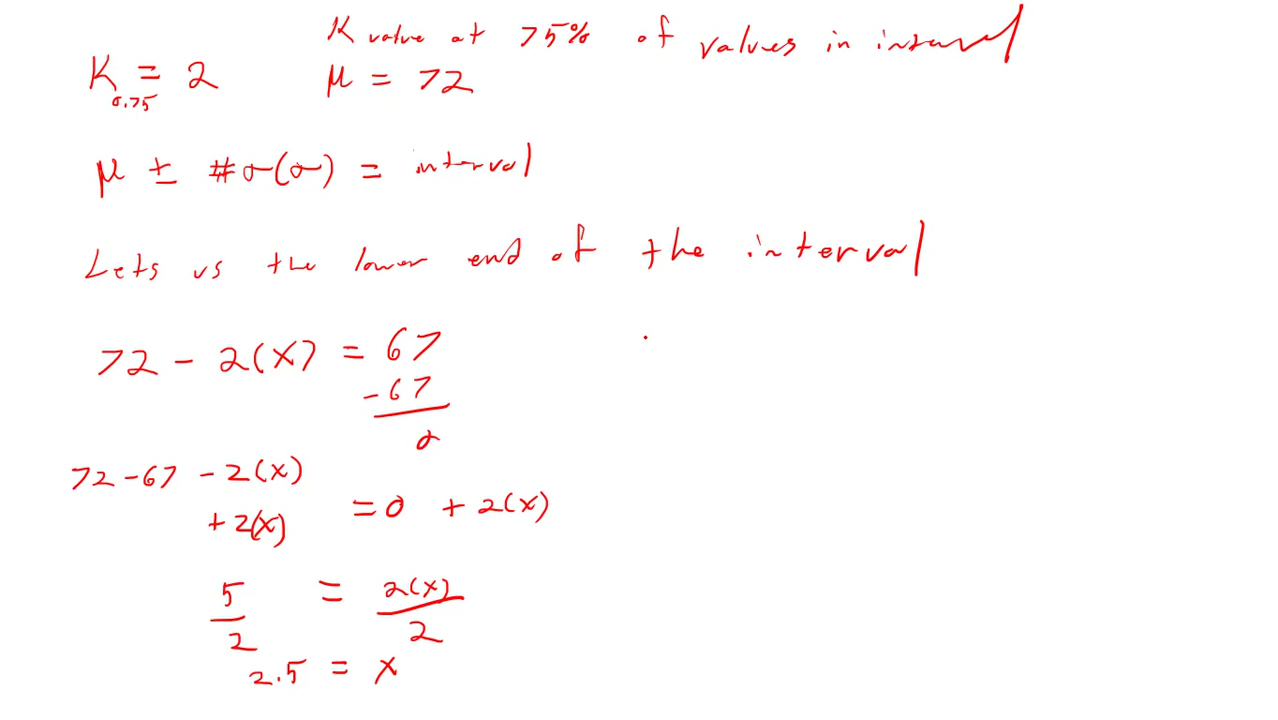 K value at 75% of values in interval
K0.75 = 2 μ = 72
μ ± #σ(σ) = interval
Lets us the lower end of the interval
72 - 2(x) = 67
-67
0
72-67 -2(x)
+2(x) = 0 + 2(x)
5/2 = 2(x)/2
2.5 = x